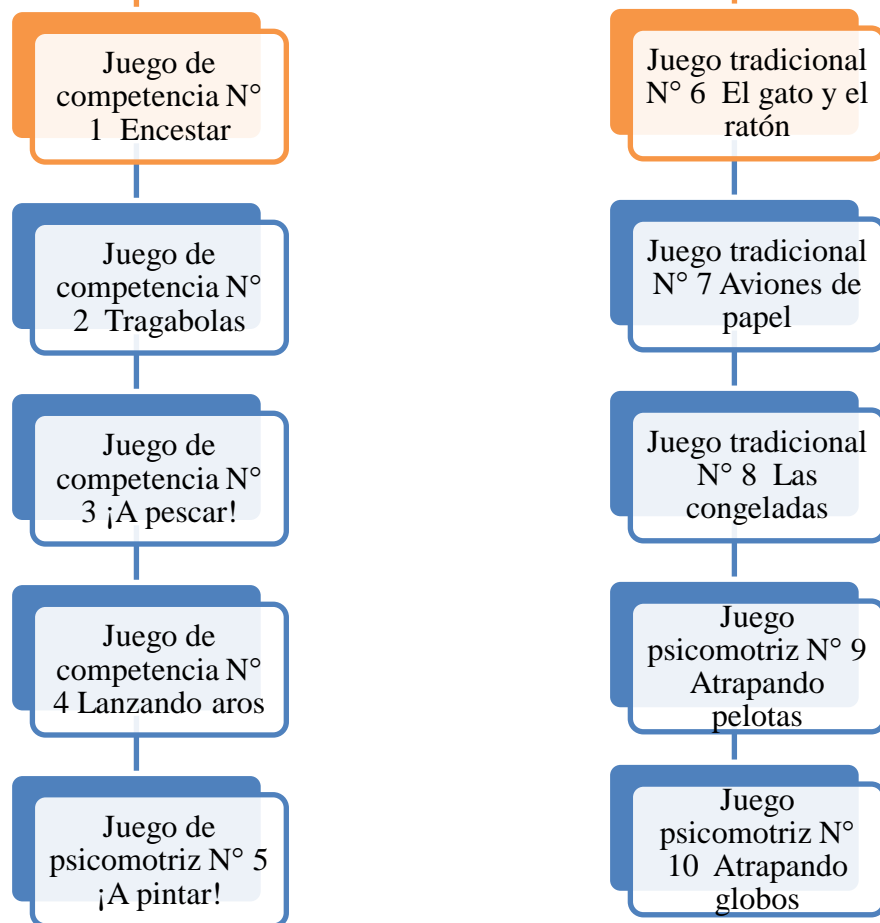 Juego de
competencia N°
1 Encestar
Juego de
competencia N°
2 Tragabolas
Juego de
competencia N°
3 ¡A pescar!
Juego de
competencia N°
4 Lanzando aros
Juego de
psicomotriz N° 5
¡A pintar!
Juego tradicional
N° 6 El gato y el
ratón
Juego tradicional
N° 7 Aviones de
papel
Juego tradicional
N° 8 Las
congeladas
Juego
psicomotriz N° 9
Atrapando
pelotas
Juego
psicomotriz N°
10 Atrapando
globos